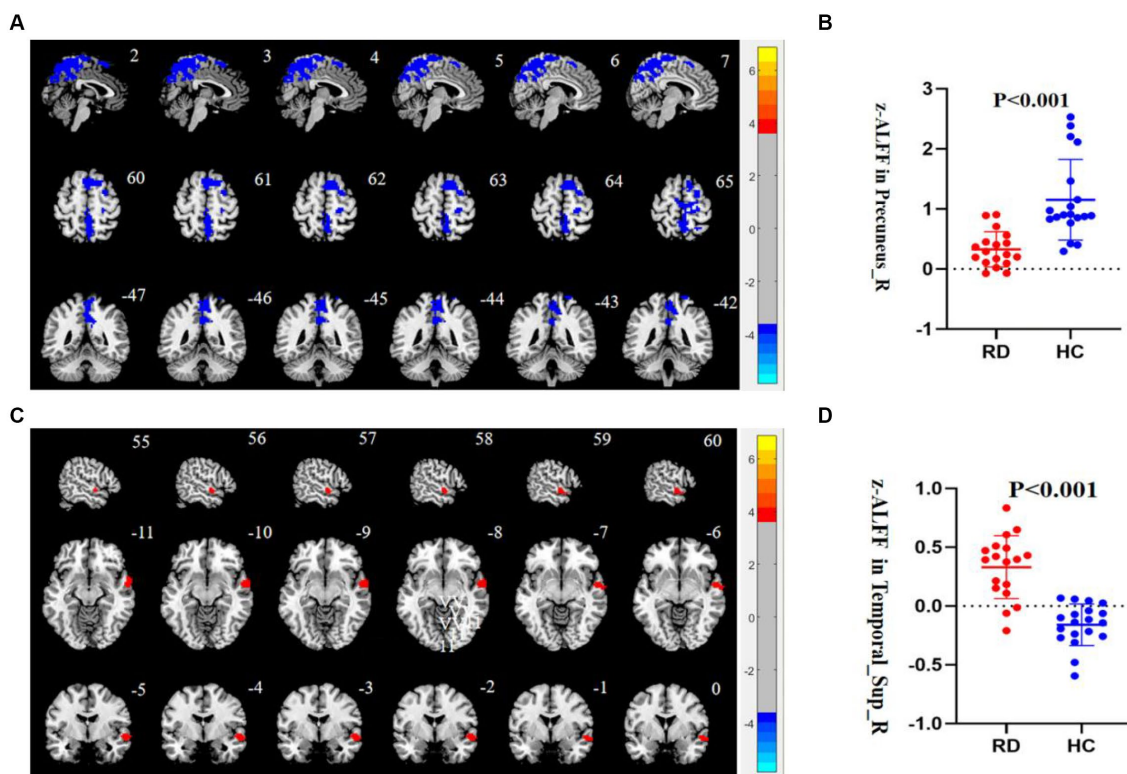 A
2 3 4 5 6 7
60 61 62 63 64 65
-47 -46 -45 -44 -43 -42
6
4
2
0
-2
-4
B
P<0.001
z-ALFF in Precuneus_R
3
2
1
0
-1
RD HC
C
55 56 57 58 59 60
-11 -10 -9 -8 -7 -6
-5 -4 -3 -2 -1 0
6
4
2
0
-2
-4
D
P<0.001
z-ALFF in Temporal_Sup_R
1.0
0.5
0.0
-0.5
-1.0
RD HC